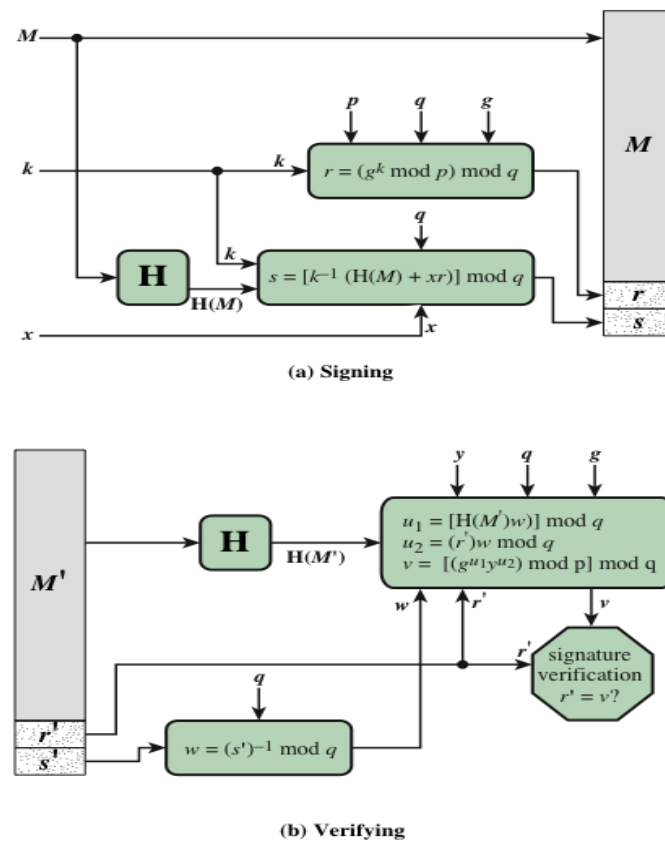 M
p q g
M
k
k
r = (g^k mod p) mod q
q
k
H
s = [k^–1 (H(M) + xr)] mod q
H(M)
r
s
x
x
(a) Signing
y q g
u1 = [H(M')w)] mod q
u2 = (r')w mod q
v = [(g^u1 y^u2) mod p] mod q
H
H(M')
M'
w
r'
v
r'
signature
verification
r' = v?
q
r'
w = (s')^–1 mod q
s'
(b) Verifying